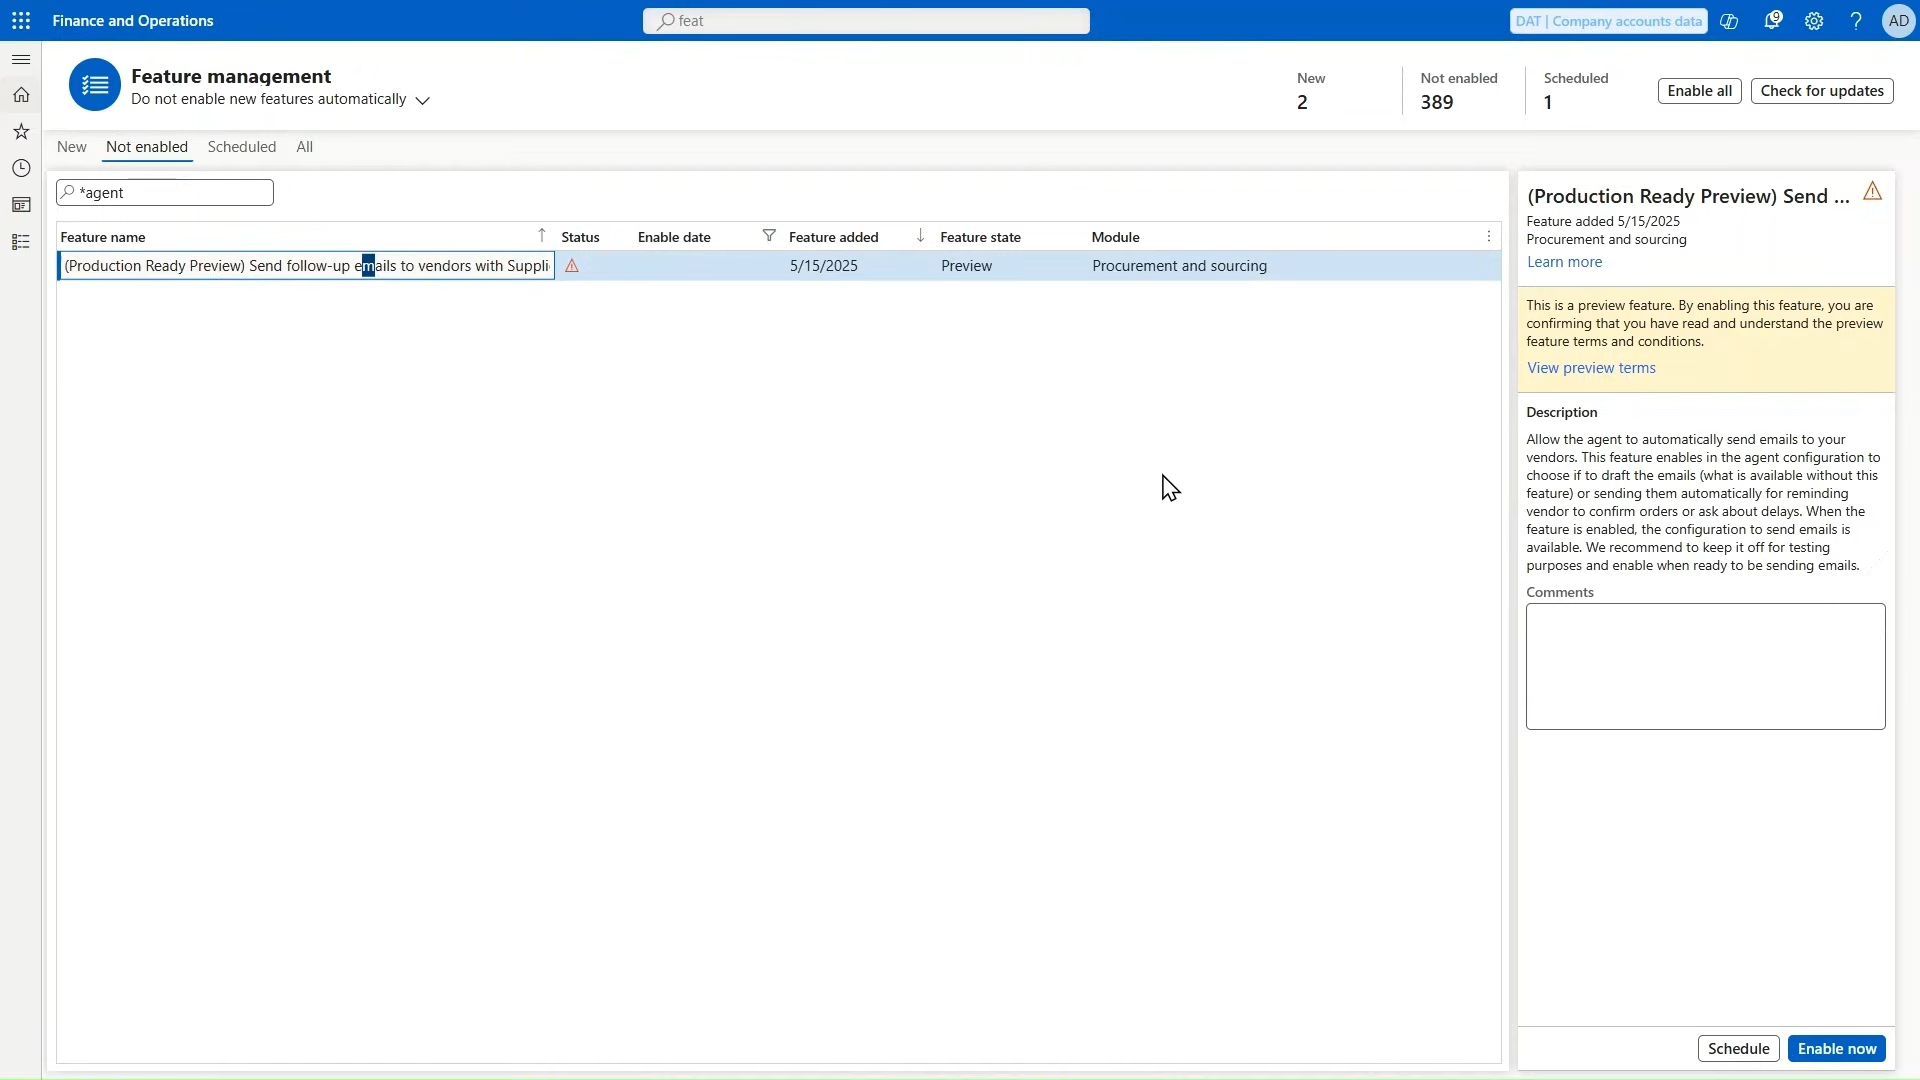 Finance and Operations
feat
DAT | Company accounts data
9
AD
Feature management
Do not enable new features automatically
New
2
Not enabled
389
Scheduled
1
Enable all
Check for updates
New
Not enabled
Scheduled
All
*agent
Feature name
Status
Enable date
Feature added
Feature state
Module
(Production Ready Preview) Send follow-up emails to vendors with Suppli
5/15/2025
Preview
Procurement and sourcing
(Production Ready Preview) Send ...
Feature added 5/15/2025
Procurement and sourcing
Learn more
This is a preview feature. By enabling this feature, you are
confirming that you have read and understand the preview
feature terms and conditions.
View preview terms
Description
Allow the agent to automatically send emails to your
vendors. This feature enables in the agent configuration to
choose if to draft the emails (what is available without this
feature) or sending them automatically for reminding
vendor to confirm orders or ask about delays. When the
feature is enabled, the configuration to send emails is
available. We recommend to keep it off for testing
purposes and enable when ready to be sending emails.
Comments
Schedule
Enable now